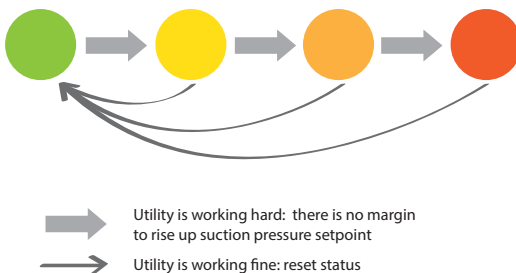 Utility is working hard: there is no margin
to rise up suction pressure setpoint
Utility is working fine: reset status